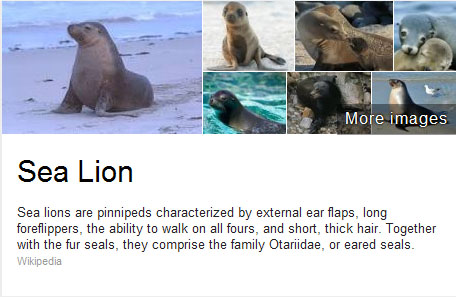 More images
Sea Lion
Sea lions are pinnipeds characterized by external ear flaps, long
foreflippers, the ability to walk on all fours, and short, thick hair. Together
with the fur seals, they comprise the family Otariidae, or eared seals.
Wikipedia